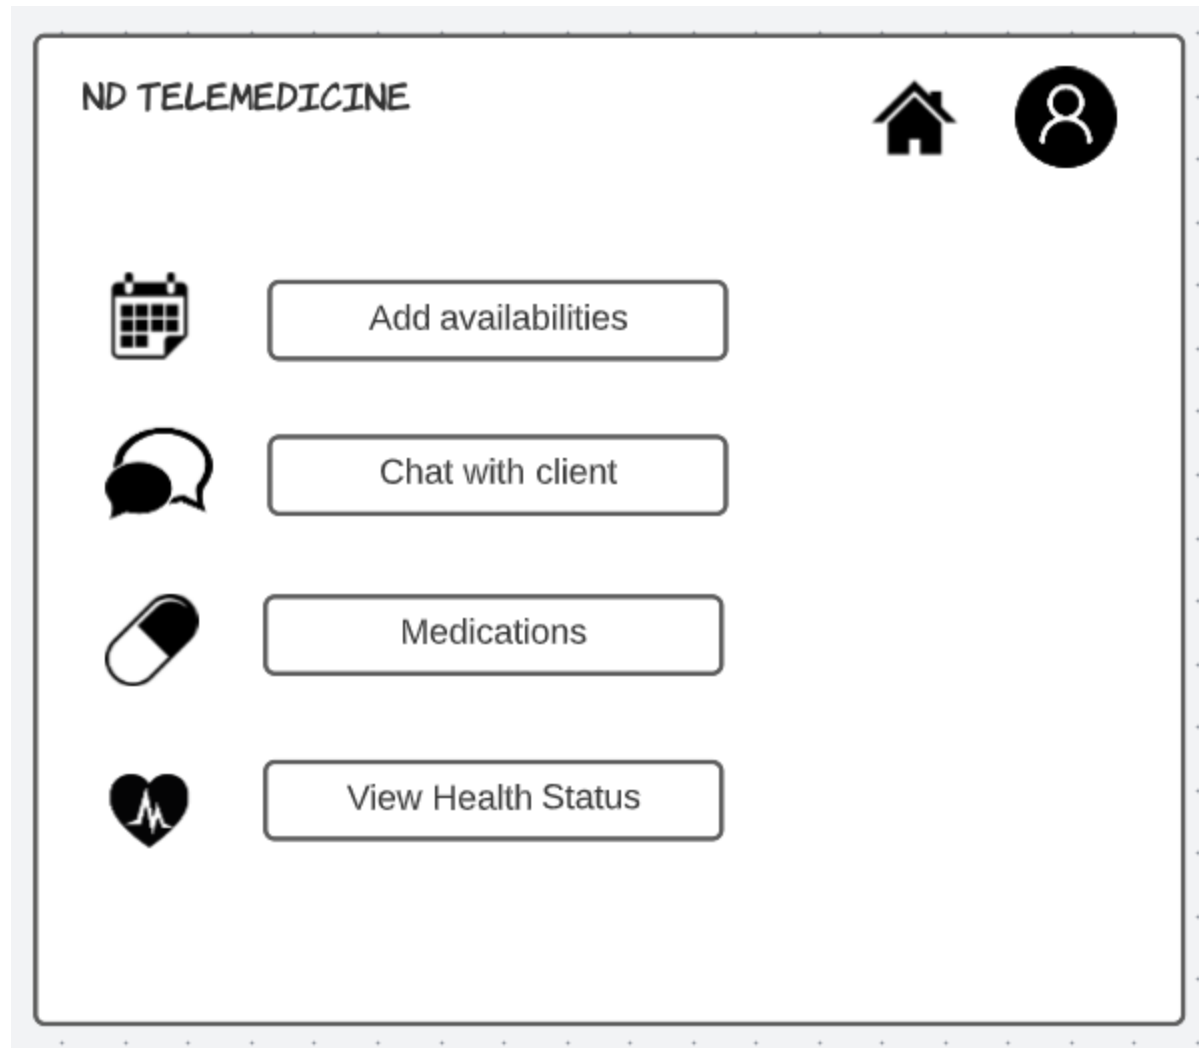 ND TELEMEDICINE
Add availabilities
Chat with client
Medications
View Health Status